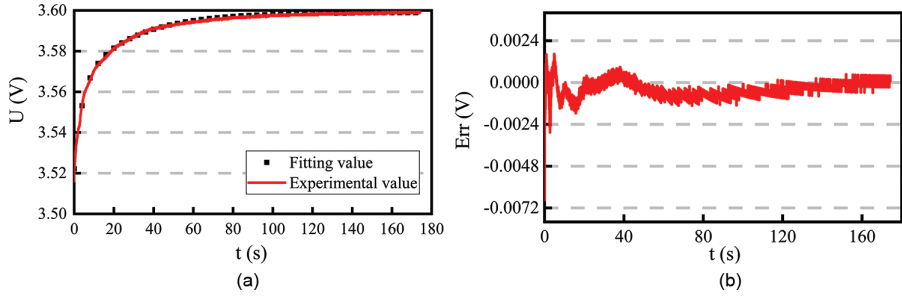 3.60
3.58
3.56
3.54
3.52
3.50
U (V)
Fitting value
Experimental value
0 20 40 60 80 100 120 140 160 180
t (s)
(a)
0.0024
0.0000
-0.0024
-0.0048
-0.0072
Err (V)
0 40 80 120 160
t (s)
(b)